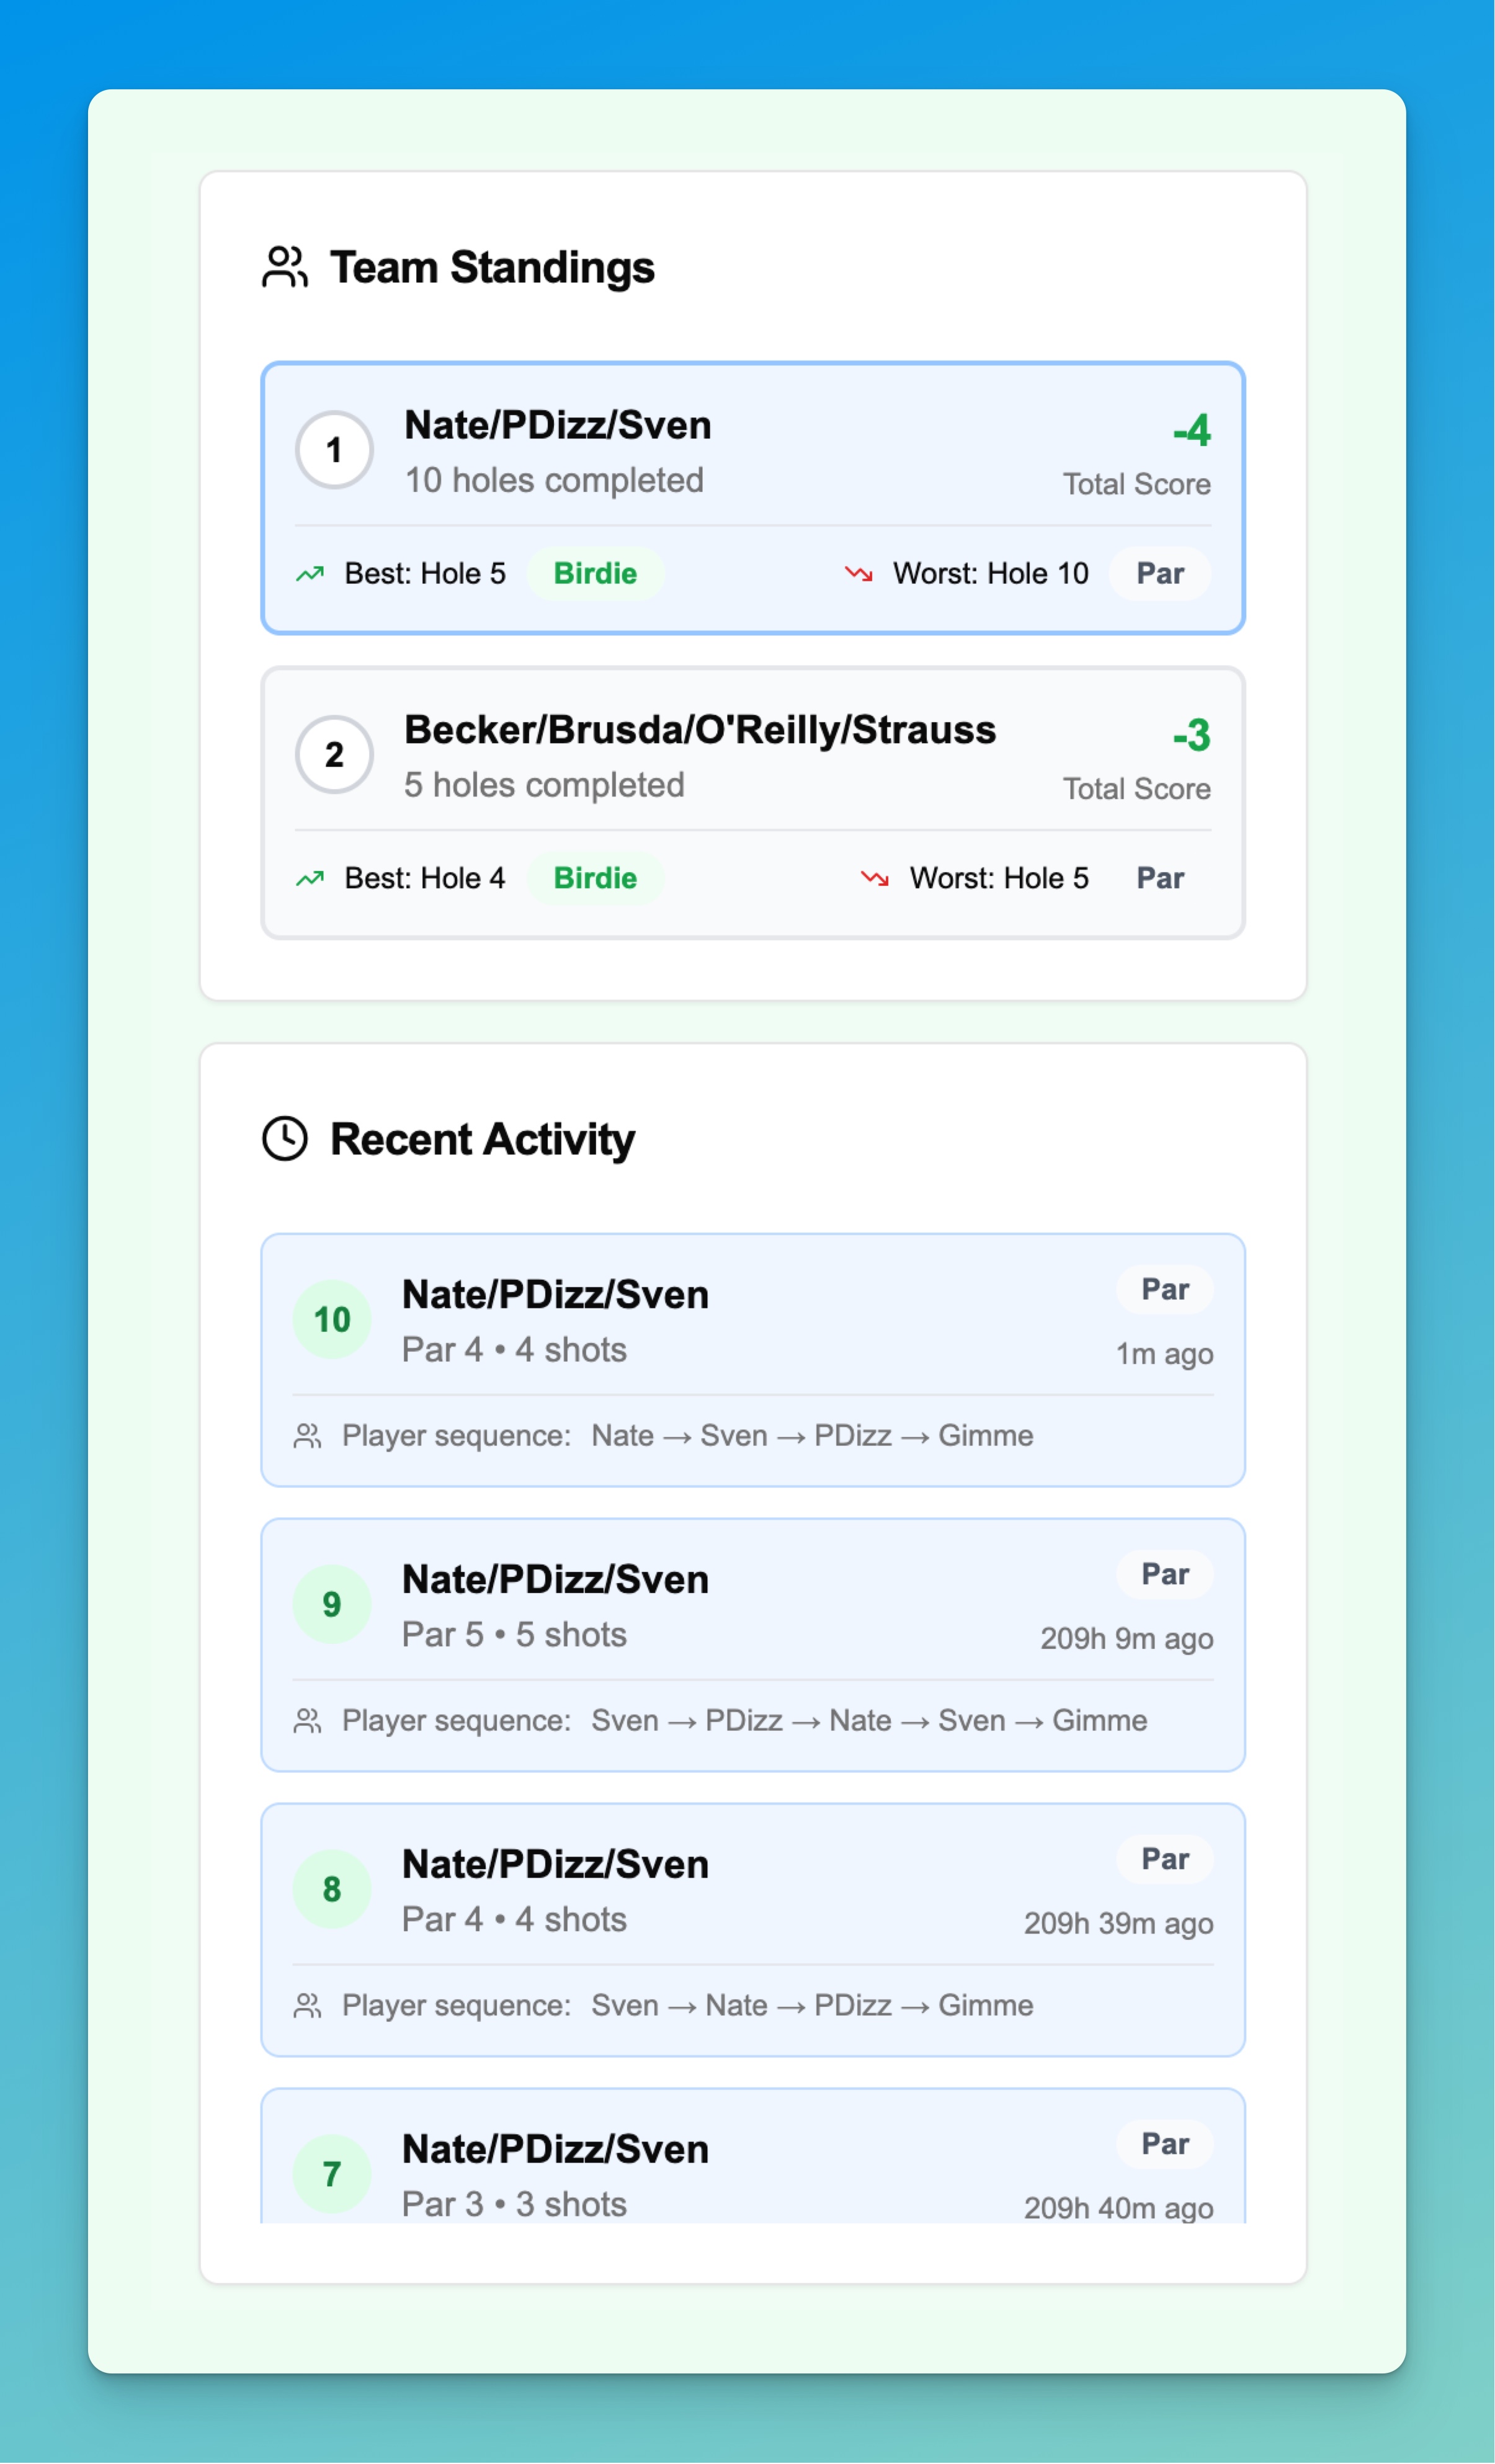 Team Standings
1
Nate/PDizz/Sven
-4
10 holes completed
Total Score
Best: Hole 5 Birdie
Worst: Hole 10 Par
2
Becker/Brusda/O'Reilly/Strauss
-3
5 holes completed
Total Score
Best: Hole 4 Birdie
Worst: Hole 5 Par
Recent Activity
10
Nate/PDizz/Sven
Par
Par 4 • 4 shots
1m ago
Player sequence: Nate → Sven → PDizz → Gimme
9
Nate/PDizz/Sven
Par
Par 5 • 5 shots
209h 9m ago
Player sequence: Sven → PDizz → Nate → Sven → Gimme
8
Nate/PDizz/Sven
Par
Par 4 • 4 shots
209h 39m ago
Player sequence: Sven → Nate → PDizz → Gimme
7
Nate/PDizz/Sven
Par
Par 3 • 3 shots
209h 40m ago